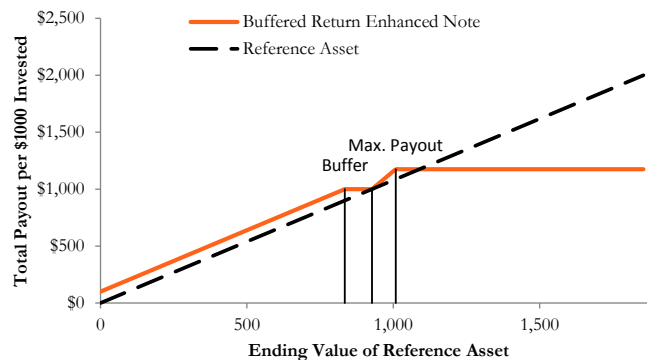 $2,500
Buffered Return Enhanced Note
Reference Asset
$2,000
$1,500
Max. Payout
Buffer
$1,000
$500
$0
0
500
1,000
1,500
Total Payout per $1000 Invested
Ending Value of Reference Asset